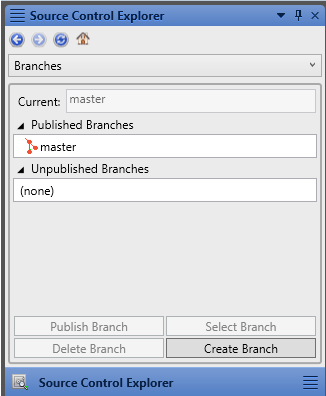 Source Control Explorer
Branches
Current: master
Published Branches
master
Unpublished Branches
(none)
Publish Branch Select Branch
Delete Branch Create Branch
Source Control Explorer